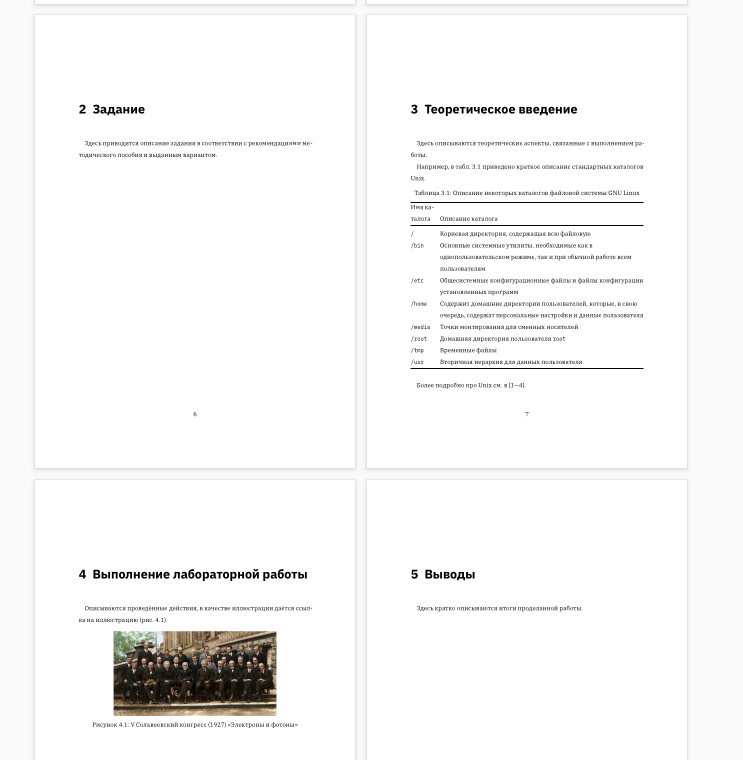 2 Задание
Здесь приводится описание задания в соответствии с рекомендациями ме-
тодического пособия и выданным вариантом.
6
3 Теоретическое введение
Здесь описываются теоретические аспекты, связанные с выполнением ра-
боты.
Например, в табл. 3.1 приведено краткое описание стандартных каталогов
Unix.
Таблица 3.1: Описание некоторых каталогов файловой системы GNU Linux
Имя ка-
талога Описание каталога
/ Корневая директория, содержащая всю файловую
/bin Основные системные утилиты, необходимые как в
однопользовательском режиме, так и при обычной работе всем
пользователям
/etc Общесистемные конфигурационные файлы и файлы конфигурации
установленных программ
/home Содержит домашние директории пользователей, которые, в свою
очередь, содержат персональные настройки и данные пользователя
/media Точки монтирования для сменных носителей
/root Домашняя директория пользователя root
/tmp Временные файлы
/usr Вторичная иерархия для данных пользователя
Более подробно про Unix см. в [1—4].
7
4 Выполнение лабораторной работы
Описываются проведённые действия, в качестве иллюстрации даётся ссыл-
ка на иллюстрацию (рис. 4.1).
Рисунок 4.1: V Сольвеевский конгресс (1927) «Электроны и фотоны»
5 Выводы
Здесь кратко описываются итоги проделанной работы.